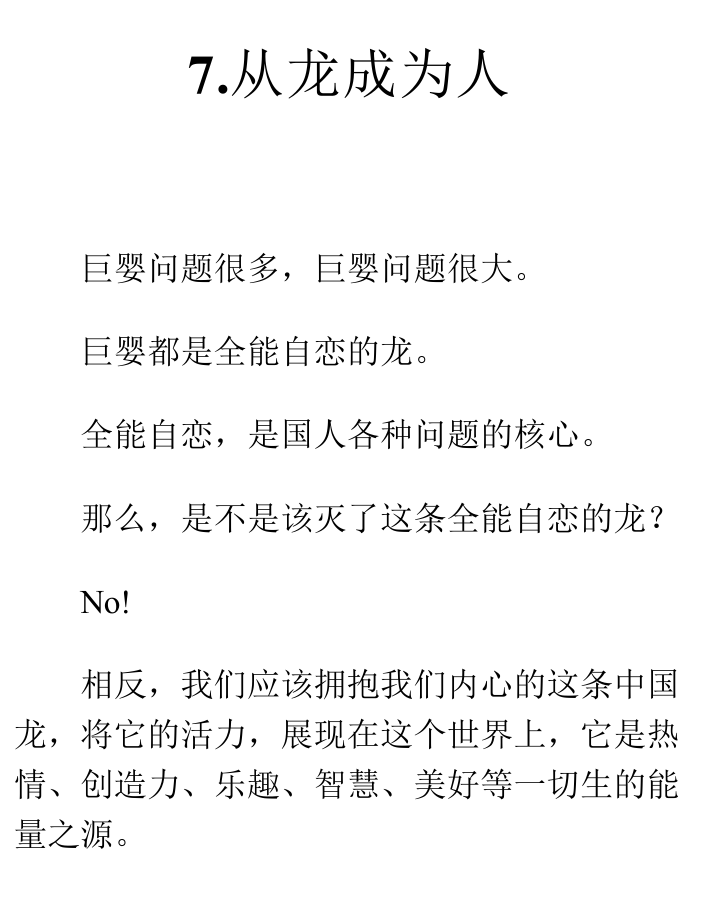 7.从龙成为人
巨婴问题很多，巨婴问题很大。
巨婴都是全能自恋的龙。
全能自恋，是国人各种问题的核心。
那么，是不是该灭了这条全能自恋的龙？
No!
相反，我们应该拥抱我们内心的这条中国
龙，将它的活力，展现在这个世界上，它是热
情、创造力、乐趣、智慧、美好等一切生的能
量之源。